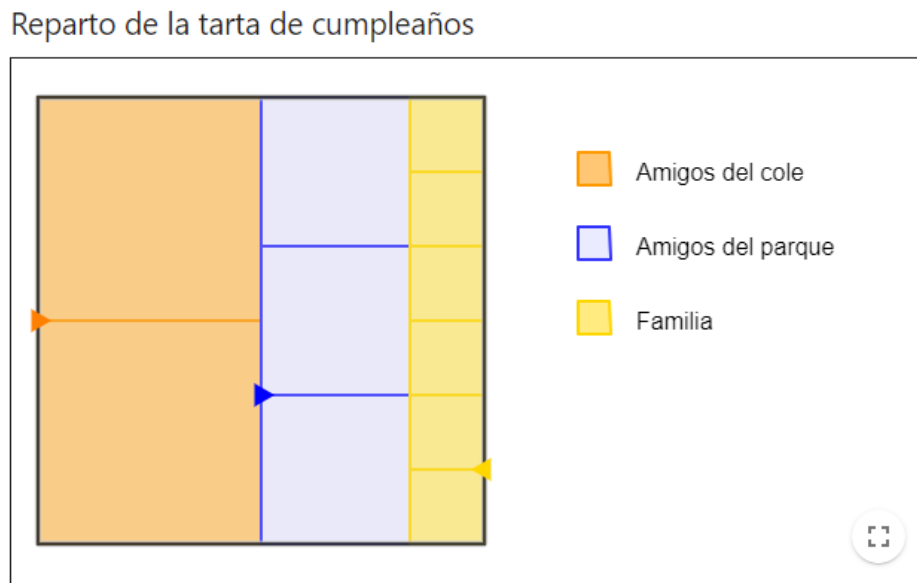 Reparto de la tarta de cumpleaños
Amigos del cole
Amigos del parque
Familia